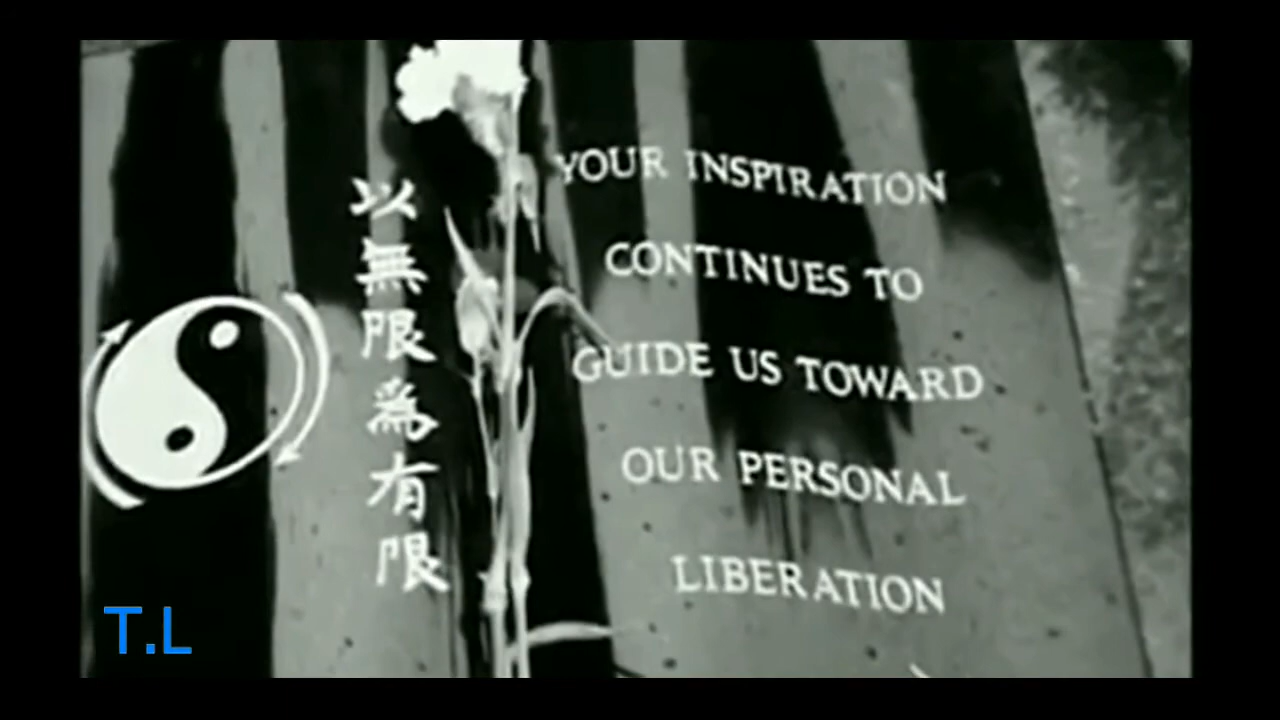 以無限為有限
YOUR INSPIRATION
CONTINUES TO
GUIDE US TOWARD
OUR PERSONAL
LIBERATION
T.L